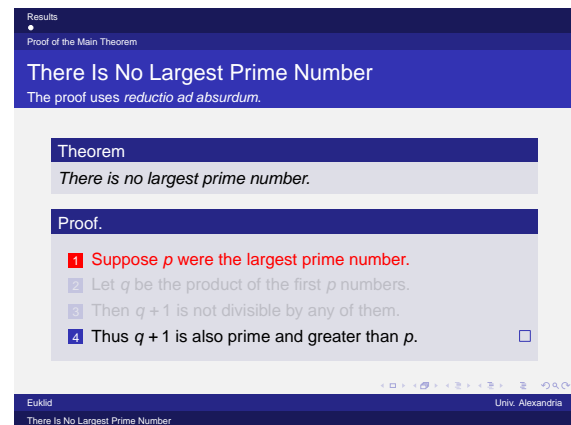 Results
Proof of the Main Theorem
There Is No Largest Prime Number
The proof uses reductio ad absurdum.
Theorem
There is no largest prime number.
Proof.
1 Suppose p were the largest prime number.
2 Let q be the product of the first p numbers.
3 Then q + 1 is not divisible by any of them.
4 Thus q + 1 is also prime and greater than p.
Euklid Univ. Alexandria
There Is No Largest Prime Number